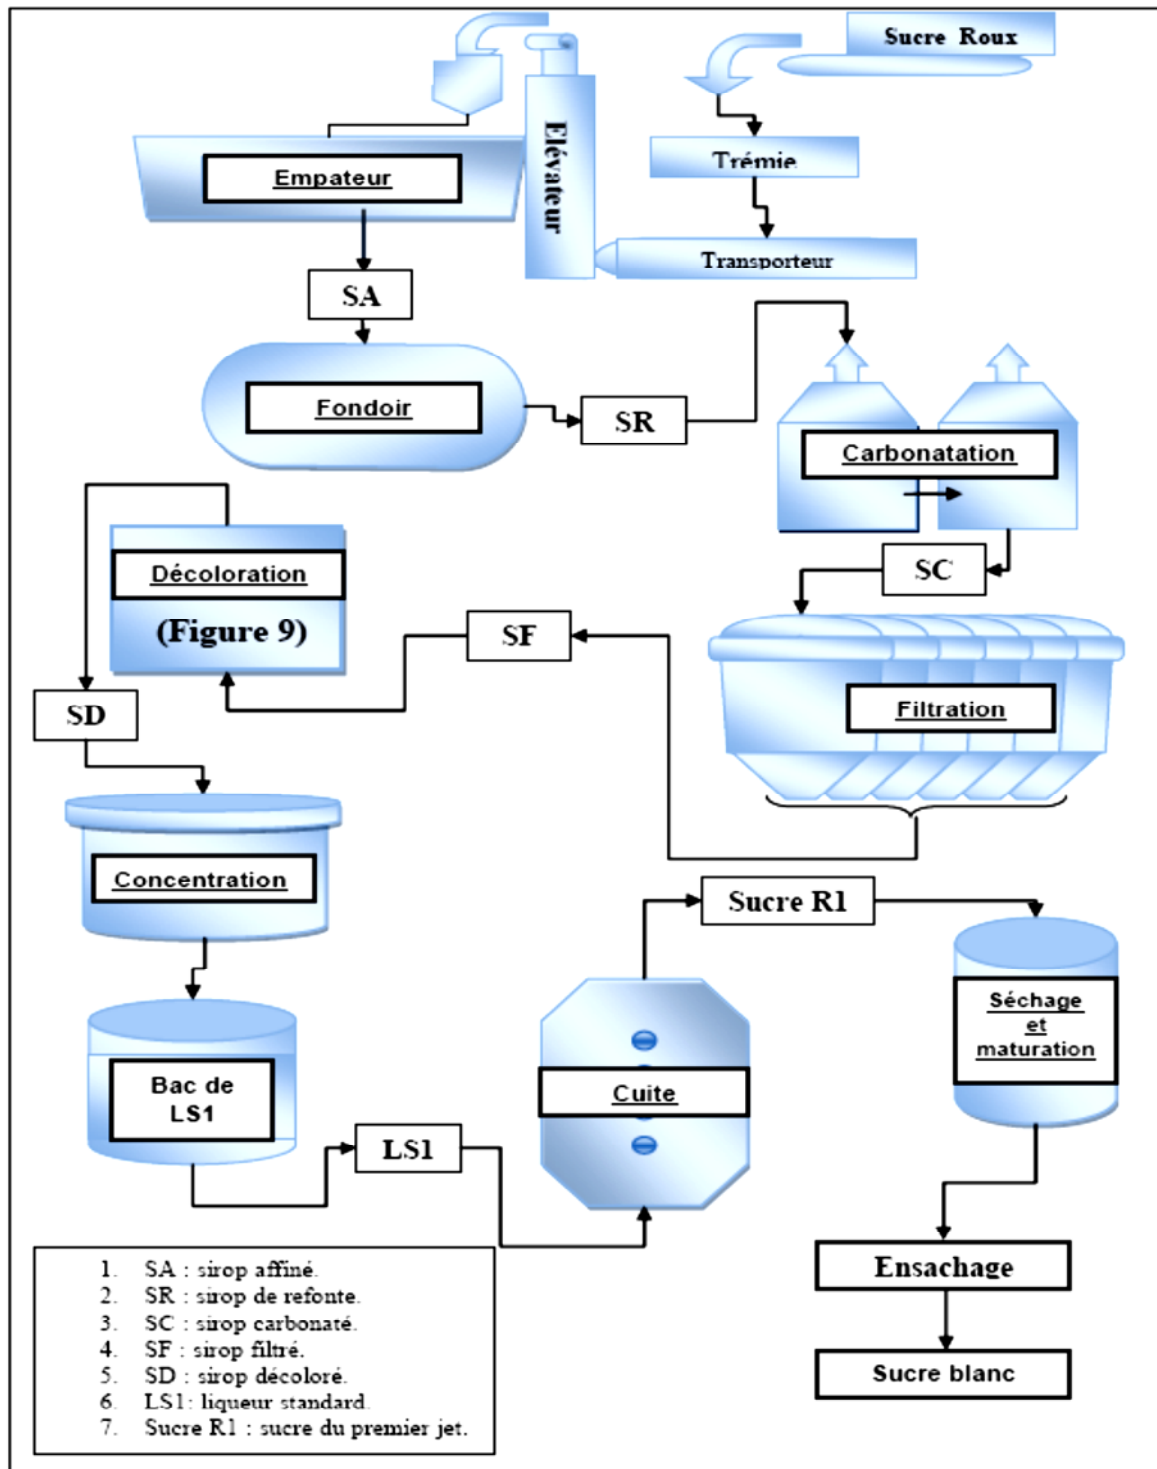 Sucre Roux
Elévateur
Trémie
Empateur
Transporteur
SA
Fondoir
SR
Carbonatation
SC
Décoloration
(Figure 9)
SF
SD
Filtration
Concentration
Sucre R1
Séchage
et
maturation
Bac de
LS1
Cuite
LS1
Ensachage
Sucre blanc
1. SA : sirop affiné.
2. SR : sirop de refonte.
3. SC : sirop carbonaté.
4. SF : sirop filtré.
5. SD : sirop décoloré.
6. LS1: liqueur standard.
7. Sucre R1 : sucre du premier jet.